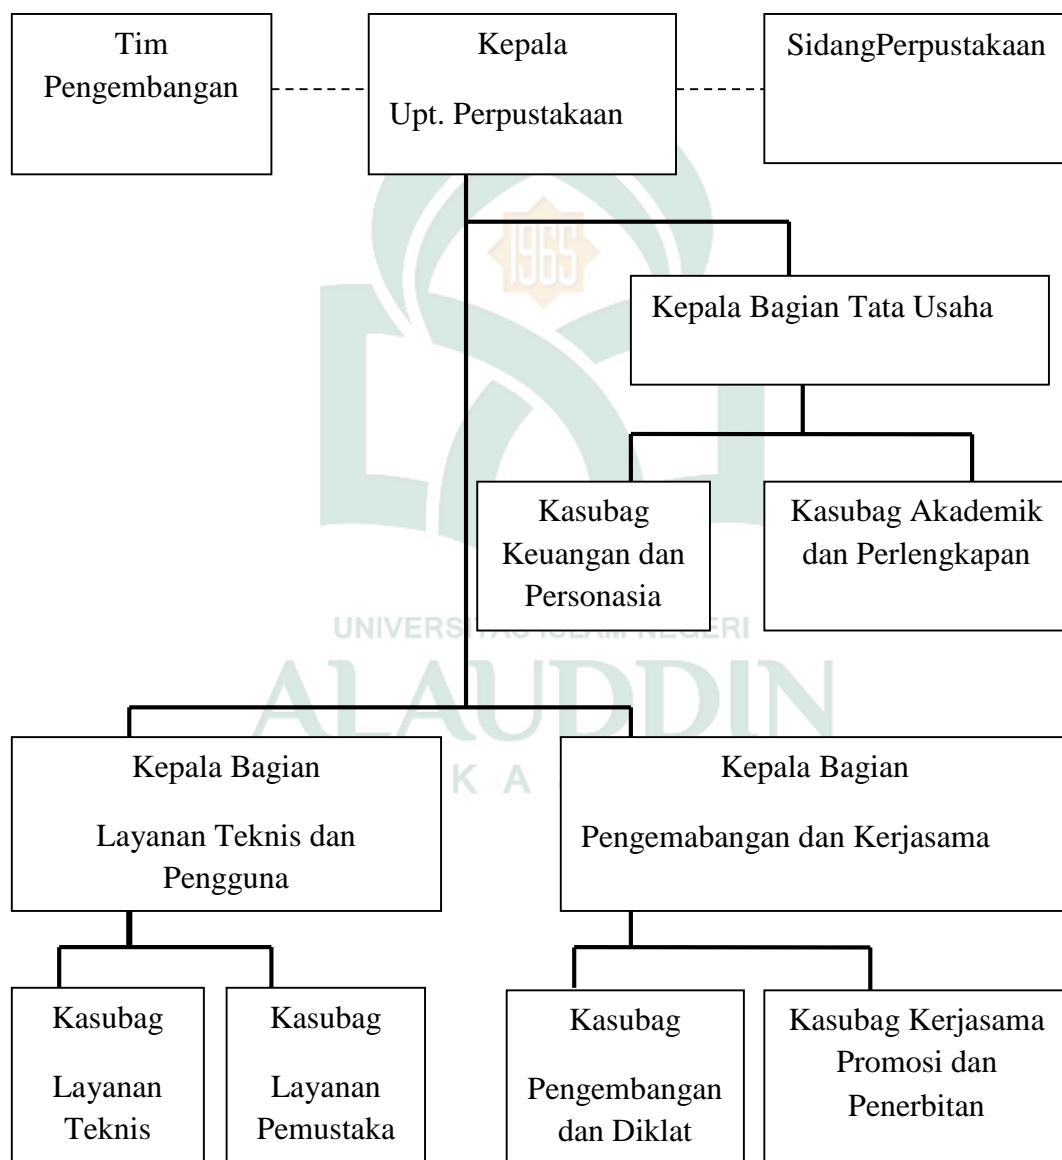 Tim
Pengembangan
Kepala
Upt. Perpustakaan
SidangPerpustakaan
1965
Kepala Bagian Tata Usaha
Kasubag
Keuangan dan
Personasia
Kasubag Akademik
dan Perlengkapan
UNIVERSITAS ISLAM NEGERI
ALAUDDIN
K A
Kepala Bagian
Layanan Teknis dan
Pengguna
Kepala Bagian
Pengemabangan dan Kerjasama
Kasubag
Layanan
Teknis
Kasubag
Layanan
Pemustaka
Kasubag
Pengembangan
dan Diklat
Kasubag Kerjasama
Promosi dan
Penerbitan